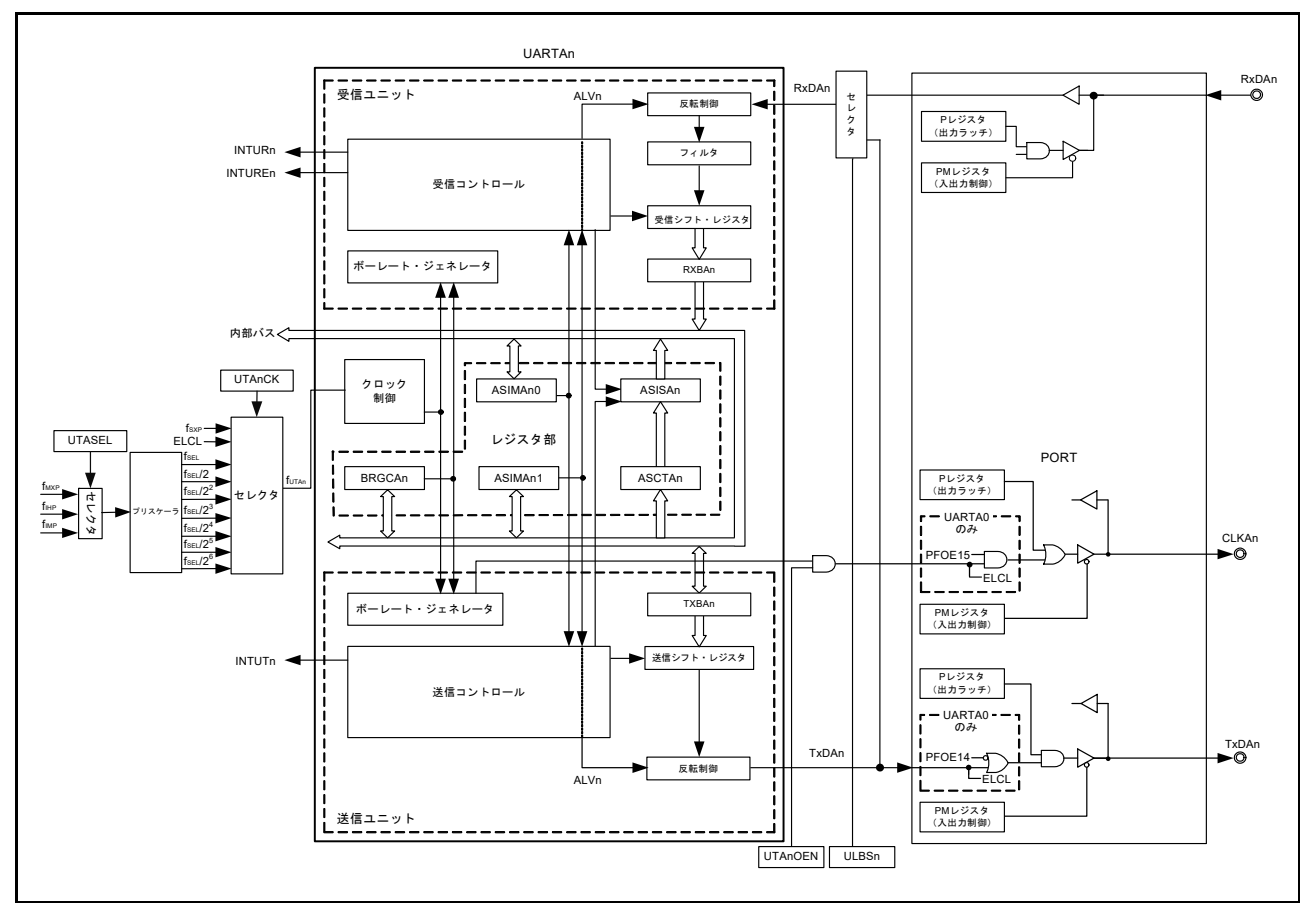 UARTAn
受信ユニット
ALVn
反転制御
RxDAn
セレクタ
RxDAn
Pレジスタ
(出力ラッチ)
PMレジスタ
(入出力制御)
フィルタ
INTURn
INTUREn
受信コントロール
受信シフト・レジスタ
ボーレート・ジェネレータ
RXBAn
内部バス
UTAnCK
クロック
制御
ASIMAn0
ASISAn
レジスタ部
fSXP
ELCL
UTASEL
fSEL
fSEL/2
fSEL/2²
fSEL/2³
fSEL/2⁴
fSEL/2⁵
fSEL/2⁶
fMXP
fIHP
fIMP
セレクタ
プリスケーラ
セレクタ
fUTAn
BRGCAn
ASIMAn1
ASCTAn
PORT
Pレジスタ
(出力ラッチ)
UARTA0
のみ
PFOE15
ELCL
CLKAn
PMレジスタ
(入出力制御)
ボーレート・ジェネレータ
TXBAn
INTUTn
送信コントロール
送信シフト・レジスタ
Pレジスタ
(出力ラッチ)
UARTA0
のみ
PFOE14
ELCL
TxDAn
TxDAn
ALVn
反転制御
PMレジスタ
(入出力制御)
送信ユニット
UTAnOEN
ULBSn